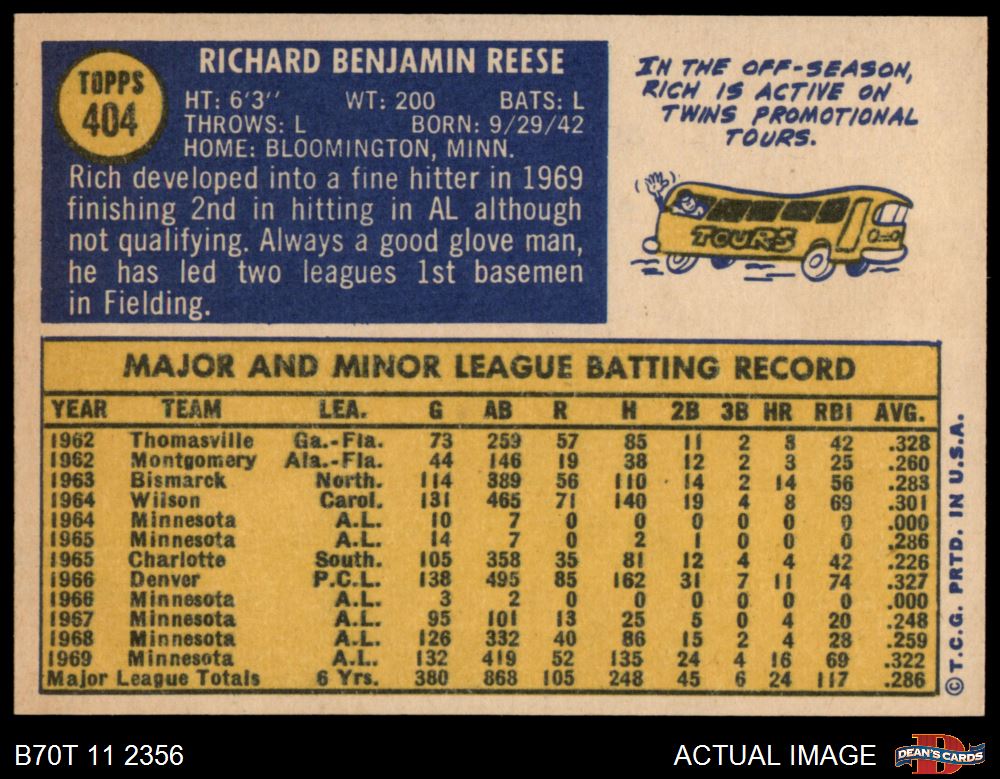 TOPPS
404
RICHARD BENJAMIN REESE
HT: 6'3" WT: 200 BATS: L
THROWS: L BORN: 9/29/42
HOME: BLOOMINGTON, MINN.
Rich developed into a fine hitter in 1969
finishing 2nd in hitting in AL although
not qualifying. Always a good glove man,
he has led two leagues 1st basemen
in Fielding.
IN THE OFF-SEASON,
RICH IS ACTIVE ON
TWINS PROMOTIONAL
TOURS.
TOURS
MAJOR AND MINOR LEAGUE BATTING RECORD
YEAR TEAM LEA. G AB R H 2B 3B HR RBI AVG.
1962 Thomasville Ga.-Fla. 73 259 57 85 11 2 8 42 .328
1962 Montgomery Ala.-Fla. 44 146 19 38 12 2 3 25 .260
1963 Bismarck North. 114 389 56 110 14 2 14 56 .283
1964 Wilson Carol. 131 465 71 140 19 4 8 69 .301
1964 Minnesota A.L. 10 7 0 0 0 0 0 0 .000
1965 Minnesota A.L. 14 7 0 2 1 0 0 0 .286
1965 Charlotte South. 105 358 35 81 12 4 4 42 .226
1966 Denver P.C.L. 138 495 85 162 31 7 11 74 .327
1966 Minnesota A.L. 3 2 0 0 0 0 0 0 .000
1967 Minnesota A.L. 95 101 13 25 5 0 4 20 .248
1968 Minnesota A.L. 126 332 40 86 15 2 4 28 .259
1969 Minnesota A.L. 132 419 52 135 24 4 16 69 .322
Major League Totals 6 Yrs. 380 868 105 248 45 6 24 117 .286
© T.C.G. PRTD. IN U.S.A.
B70T 11 2356
ACTUAL IMAGE
D
DEAN'S CARDS